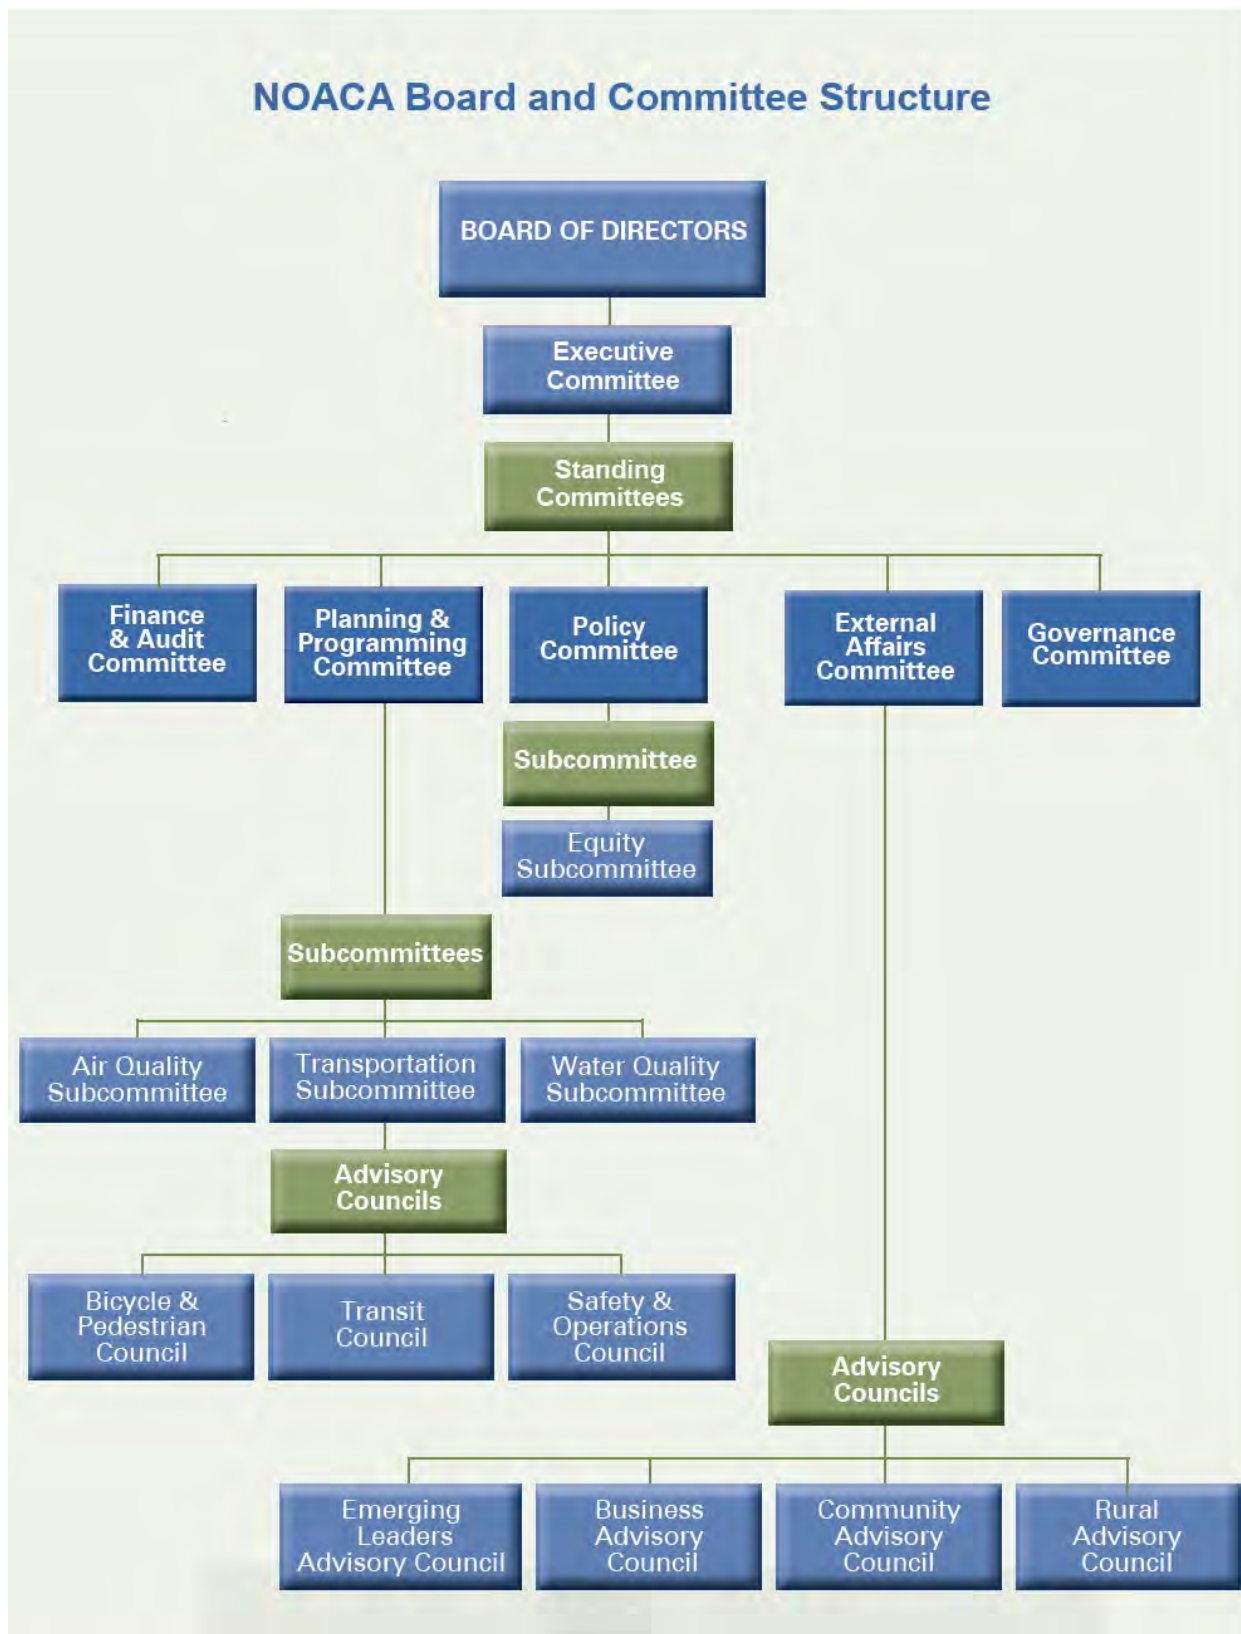 NOACA Board and Committee Structure
BOARD OF DIRECTORS
Executive
Committee
Standing
Committees
Finance
& Audit
Committee
Planning &
Programming
Committee
Policy
Committee
External
Affairs
Committee
Governance
Committee
Subcommittee
Equity
Subcommittee
Subcommittees
Air Quality
Subcommittee
Transportation
Subcommittee
Water Quality
Subcommittee
Advisory
Councils
Bicycle &
Pedestrian
Council
Transit
Council
Safety &
Operations
Council
Advisory
Councils
Emerging
Leaders
Advisory Council
Business
Advisory
Council
Community
Advisory
Council
Rural
Advisory
Council